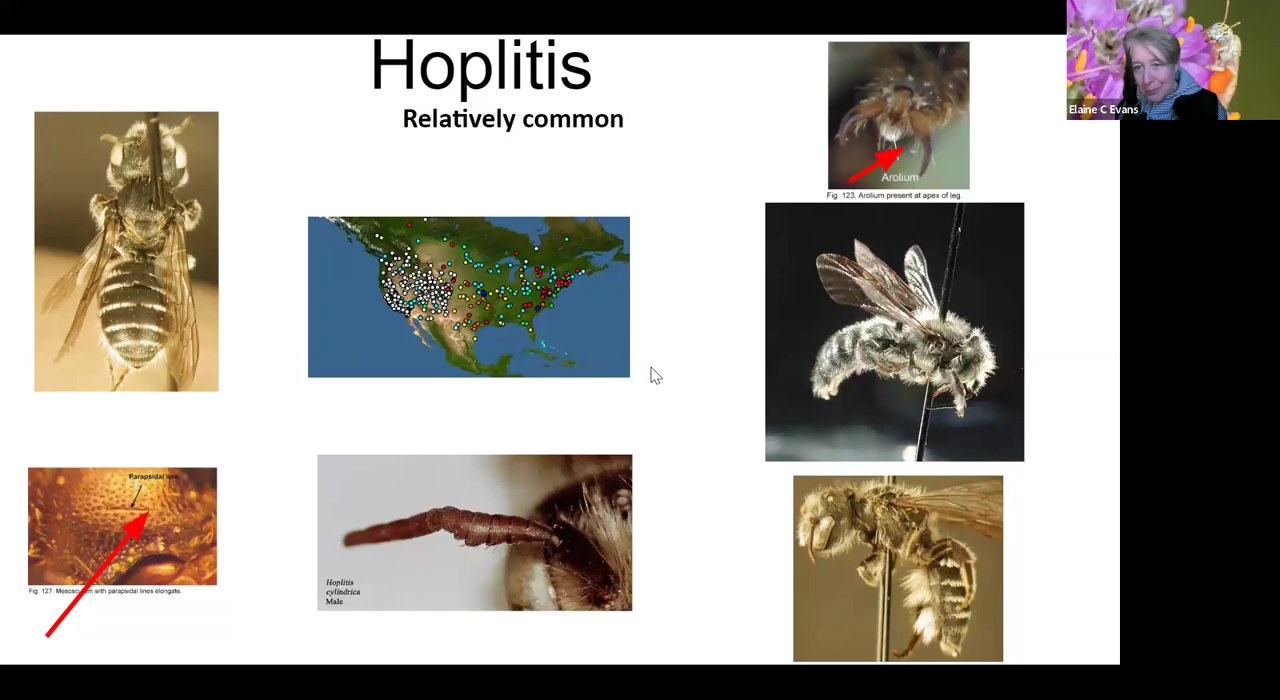 Hoplitis
Relatively common
Elaine C Evans
Arolium
Fig. 123. Arolium present at apex of leg.
Parapsidal line
Fig. 127. Mesoscutum with parapsidal lines elongate.
Hoplitis
cylindrica
Male